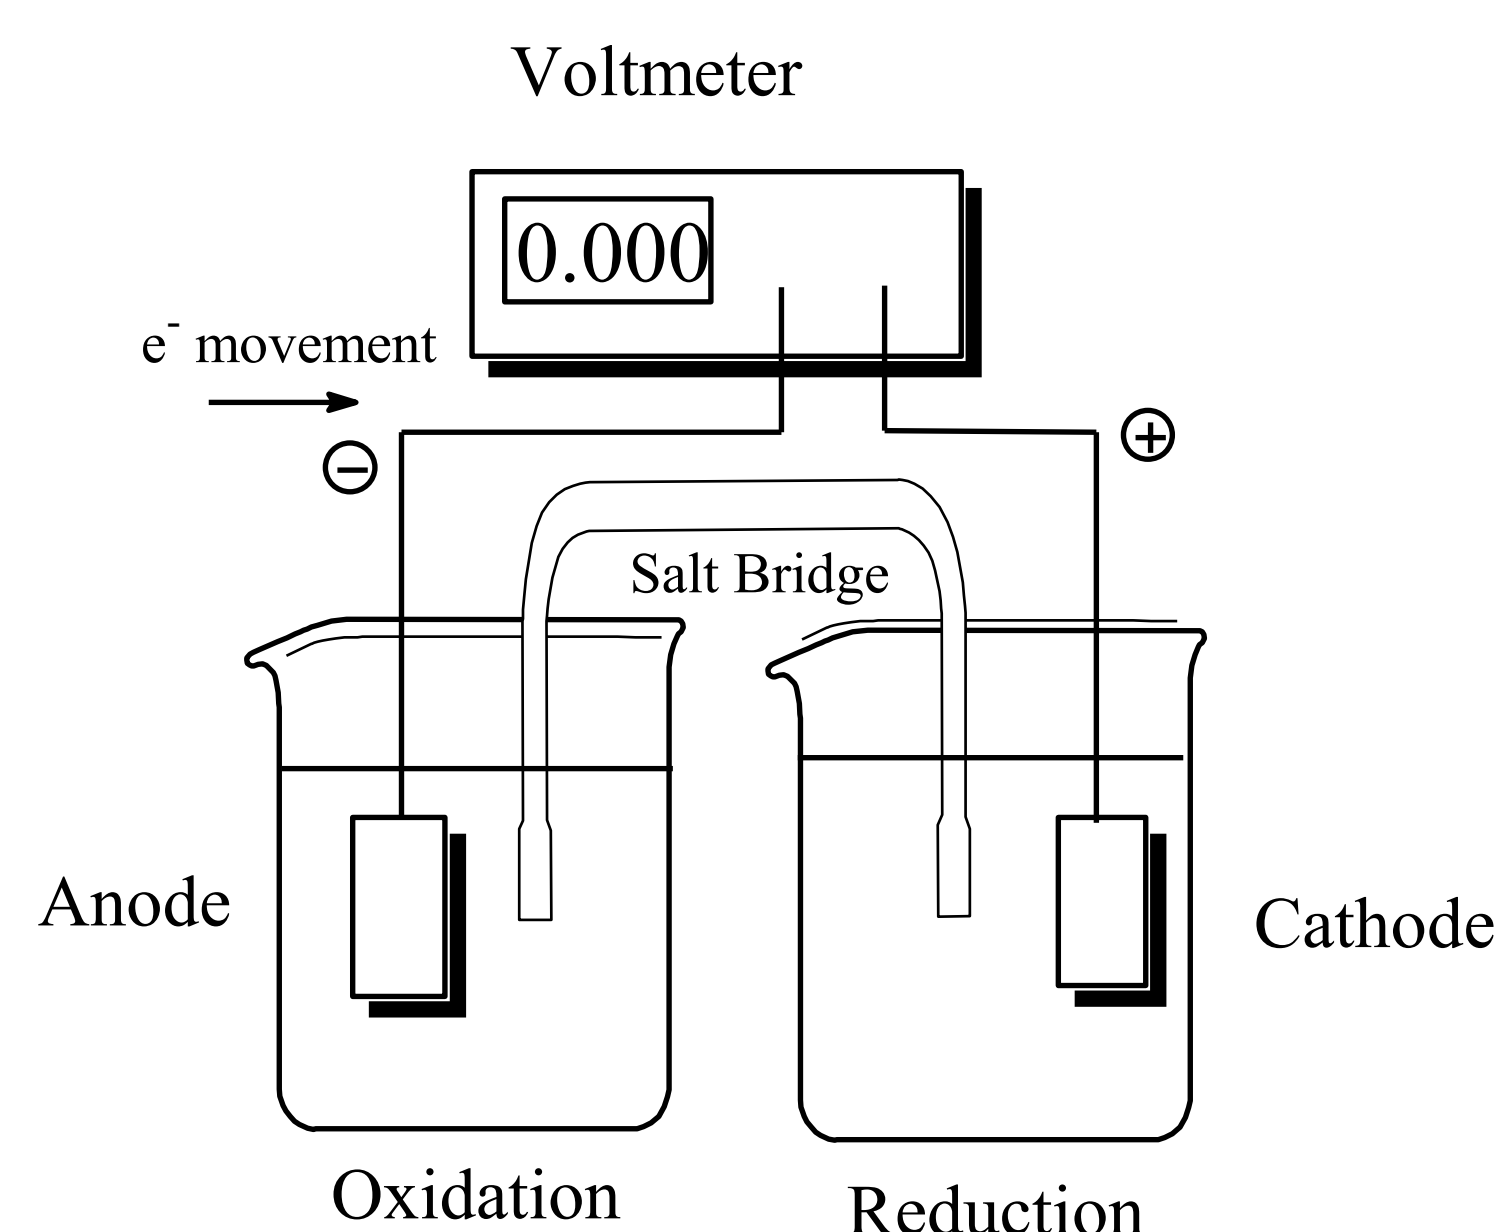 Voltmeter
0.000
e⁻ movement
−
+
Salt Bridge
Anode
Cathode
Oxidation
Reduction